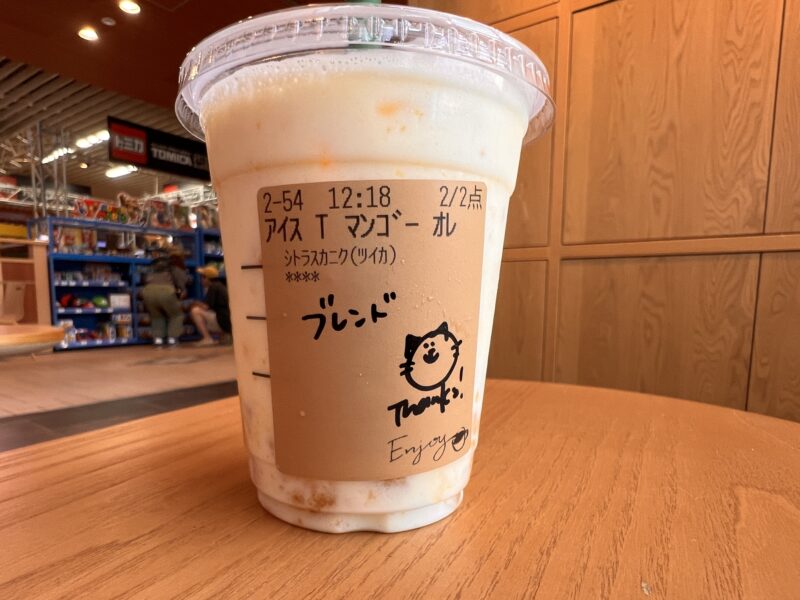 トミカ
TOMICA
2-54 12:18 2/2点
アイス T マンゴー オレ
シトラスカニク(ツイカ)
****
ブレンド
Thanks!
Enjoy